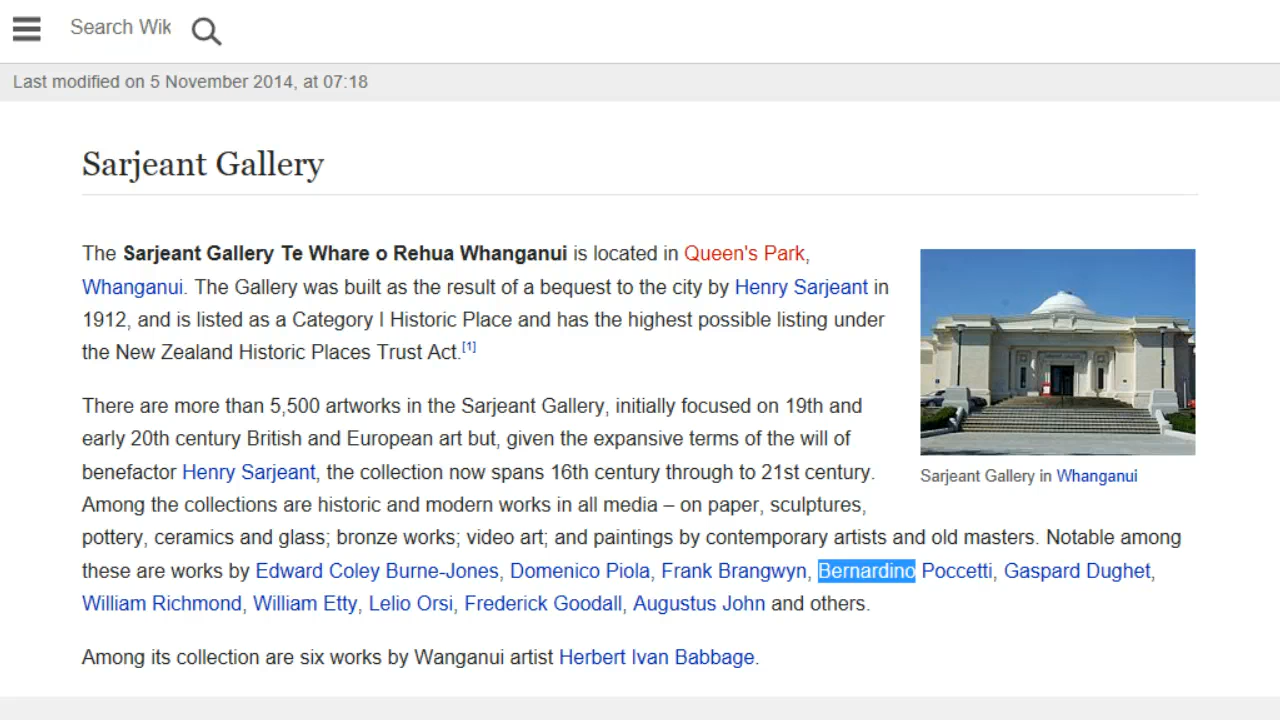 Search Wik
Last modified on 5 November 2014, at 07:18
Sarjeant Gallery
The Sarjeant Gallery Te Whare o Rehua Whanganui is located in Queen's Park,
Whanganui. The Gallery was built as the result of a bequest to the city by Henry Sarjeant in
1912, and is listed as a Category I Historic Place and has the highest possible listing under
the New Zealand Historic Places Trust Act.[1]
Sarjeant Gallery in Whanganui
There are more than 5,500 artworks in the Sarjeant Gallery, initially focused on 19th and
early 20th century British and European art but, given the expansive terms of the will of
benefactor Henry Sarjeant, the collection now spans 16th century through to 21st century.
Among the collections are historic and modern works in all media – on paper, sculptures,
pottery, ceramics and glass; bronze works; video art; and paintings by contemporary artists and old masters. Notable among
these are works by Edward Coley Burne-Jones, Domenico Piola, Frank Brangwyn, Bernardino Poccetti, Gaspard Dughet,
William Richmond, William Etty, Lelio Orsi, Frederick Goodall, Augustus John and others.
Among its collection are six works by Wanganui artist Herbert Ivan Babbage.